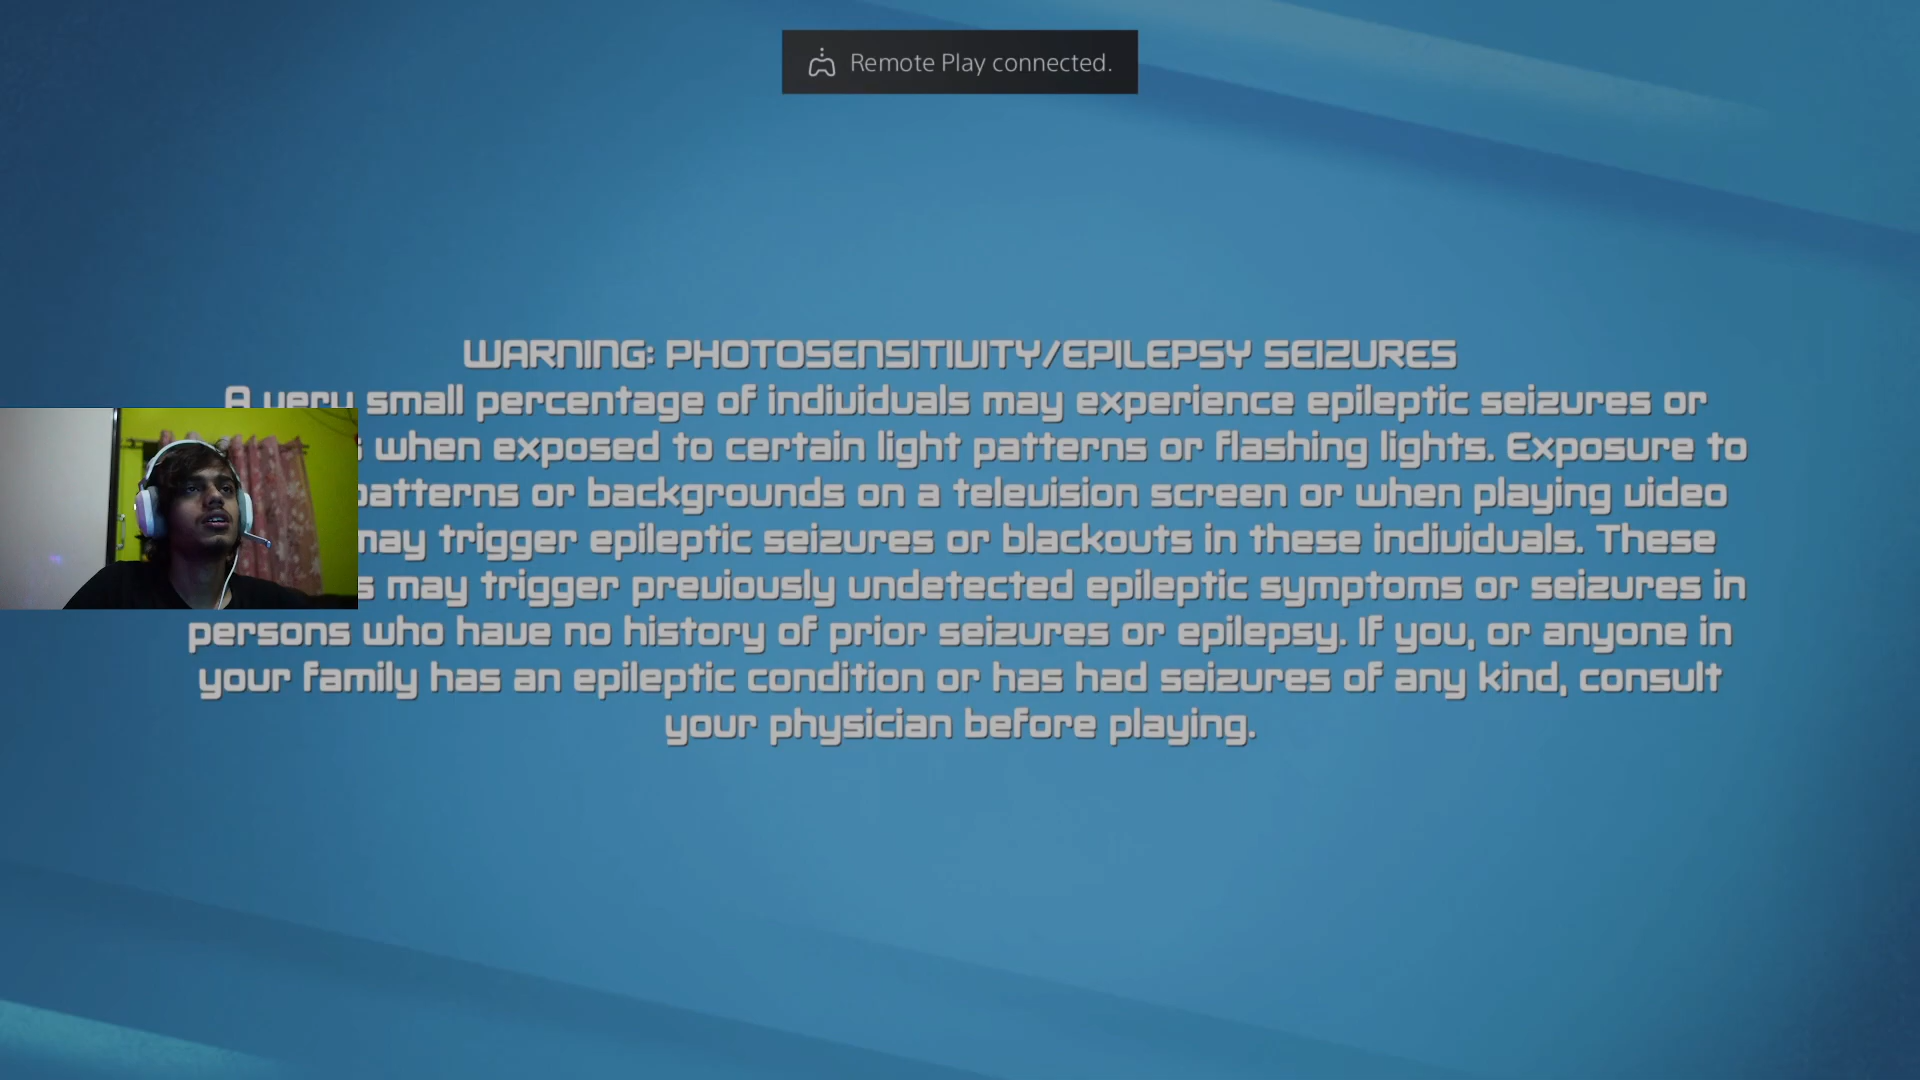 Remote Play connected.
WARNING: PHOTOSENSITIVITY/EPILEPSY SEIZURES
A very small percentage of individuals may experience epileptic seizures or
when exposed to certain light patterns or flashing lights. Exposure to
patterns or backgrounds on a television screen or when playing video
may trigger epileptic seizures or blackouts in these individuals. These
may trigger previously undetected epileptic symptoms or seizures in
persons who have no history of prior seizures or epilepsy. If you, or anyone in
your family has an epileptic condition or has had seizures of any kind, consult
your physician before playing.